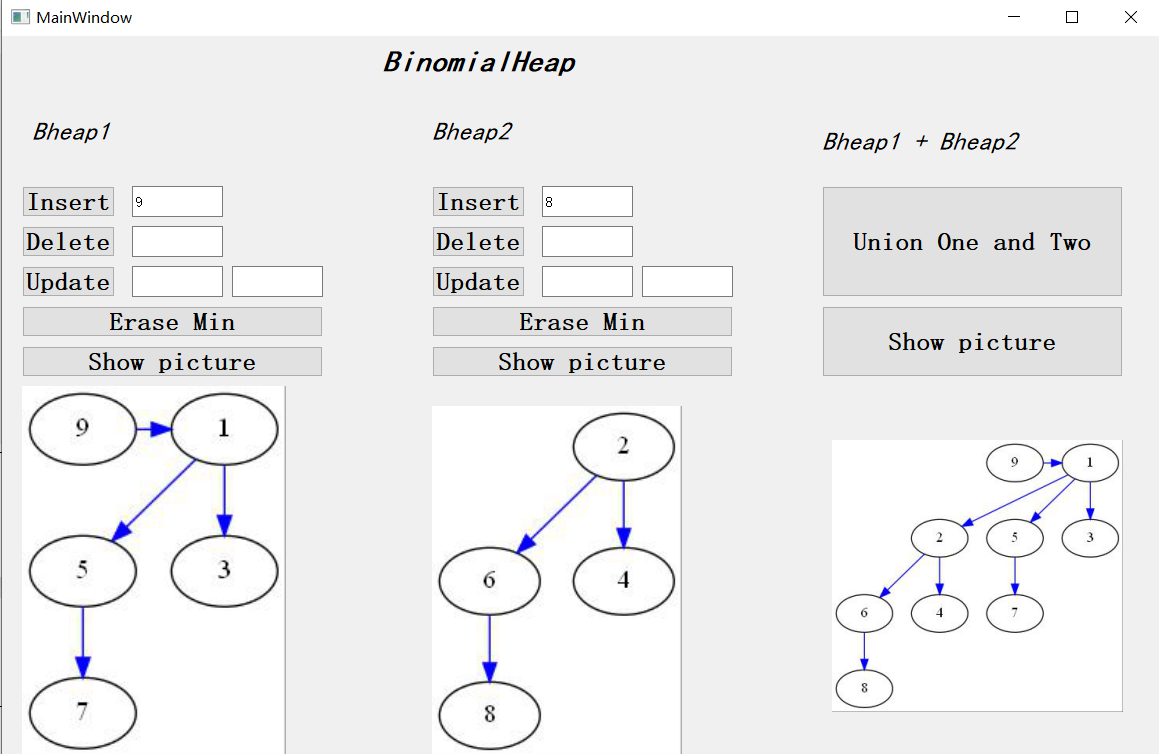 MainWindow
BinomialHeap
Bheap1
Insert 9
Delete
Update
Erase Min
Show picture
9 1
5 3
7
Bheap2
Insert 8
Delete
Update
Erase Min
Show picture
2
6 4
8
Bheap1 + Bheap2
Union One and Two
Show picture
9 1
2 5 3
6 4 7
8